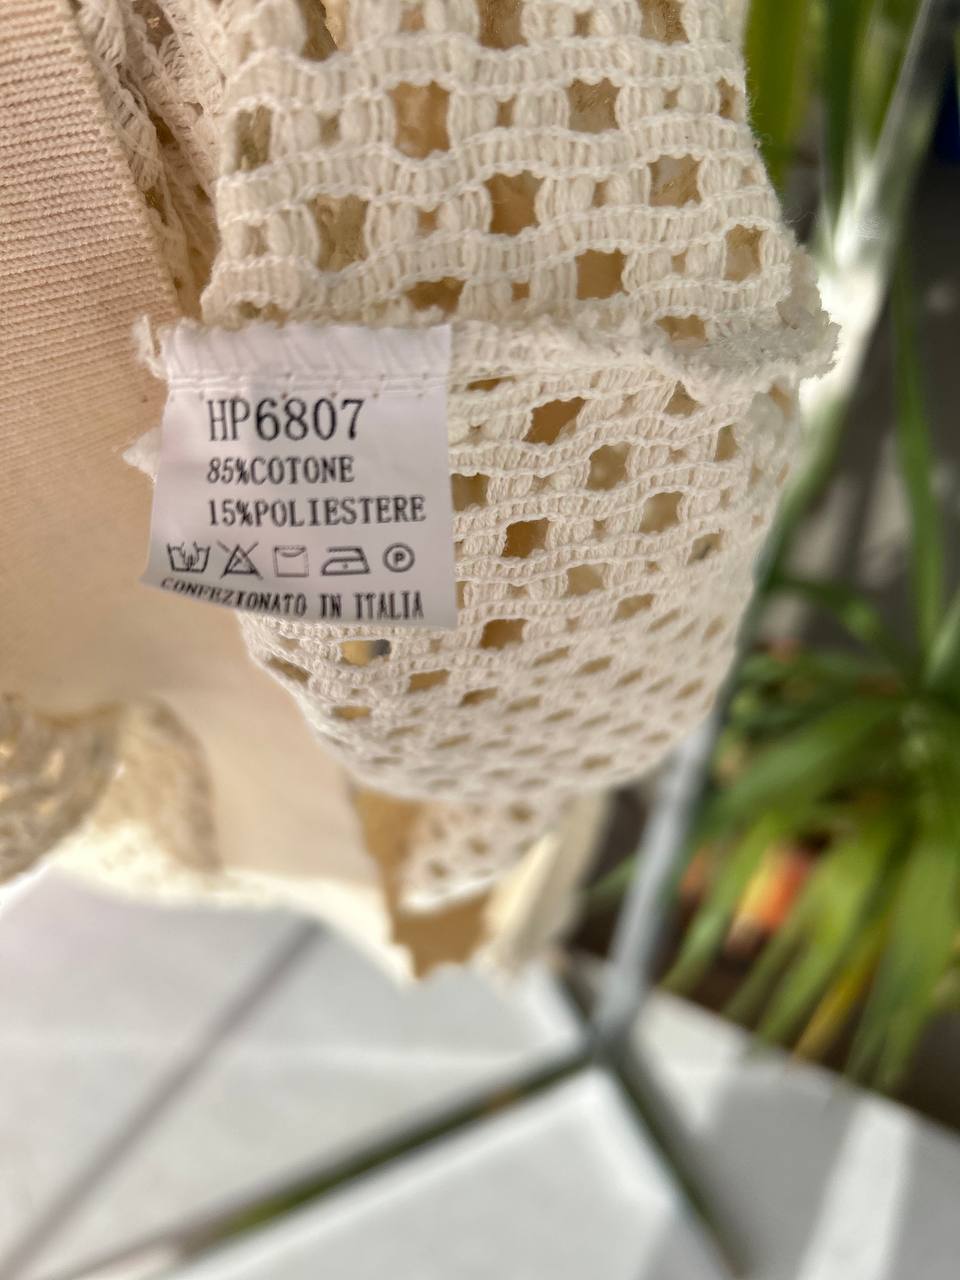 HP6807
85%COTONE
15%POLIESTERE
P
CONFEZIONATO IN ITALIA